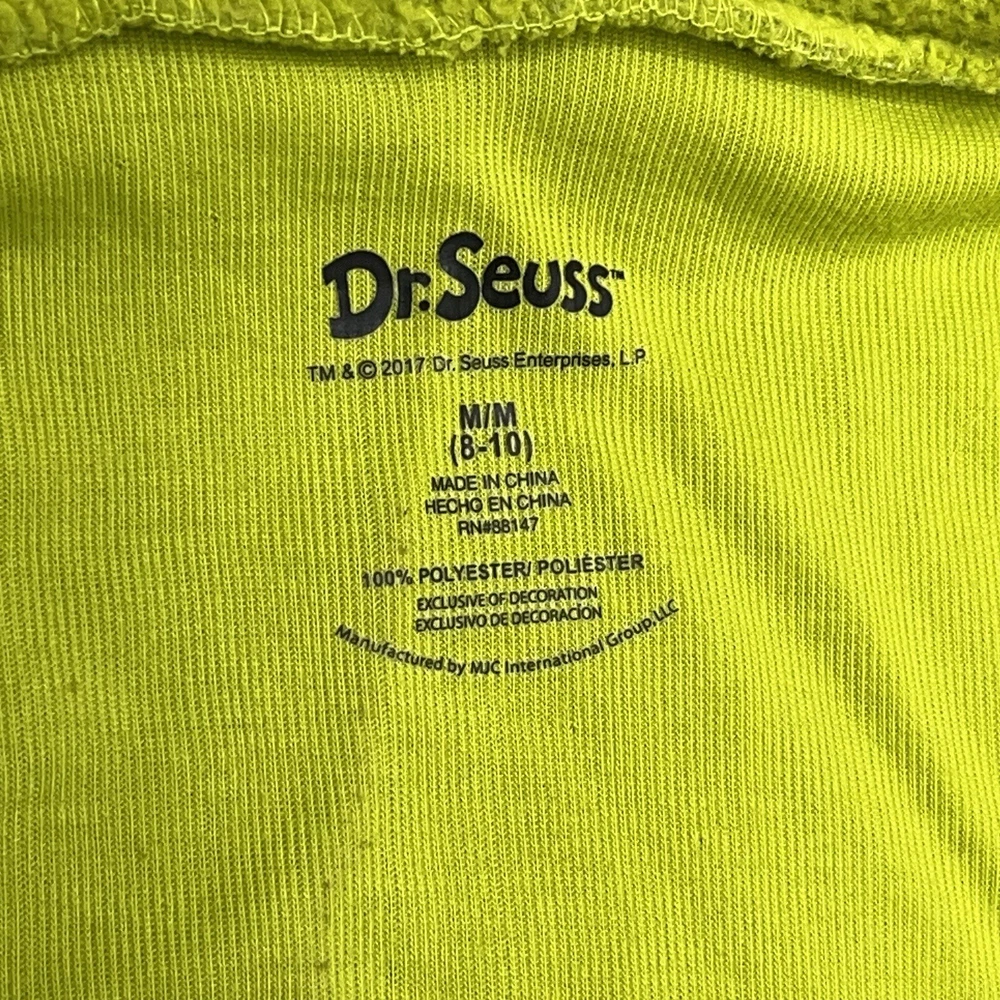 Dr. Seuss™
TM & © 2017 Dr. Seuss Enterprises, L.P.
M/M
(8-10)
MADE IN CHINA
HECHO EN CHINA
RN#88147
100% POLYESTER/ POLIÉSTER
EXCLUSIVE OF DECORATION
EXCLUSIVO DE DECORACIÓN
Manufactured by MJC International Group,LLC